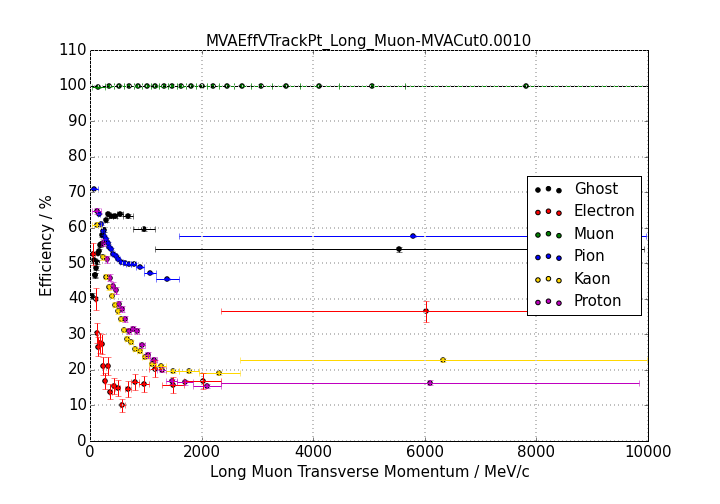 MVAEffVTrackPt_Long_Muon-MVACut0.0010
110
100
90
80
70
60
50
40
30
20
10
0
Efficiency / %
Ghost
Electron
Muon
Pion
Kaon
Proton
0 2000 4000 6000 8000 10000
Long Muon Transverse Momentum / MeV/c